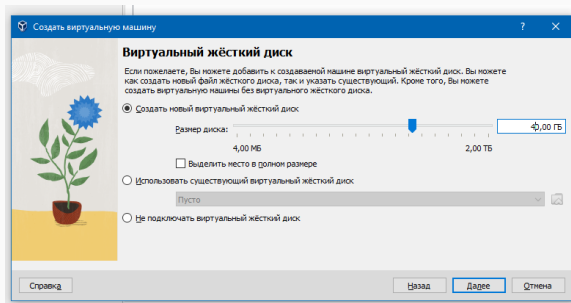 Создать виртуальную машину
Виртуальный жёсткий диск
Если пожелаете, Вы можете добавить к создаваемой машине виртуальный жёсткий диск. Вы можете
как создать новый файл жёсткого диска, так и указать существующий. Кроме того, Вы можете
создать виртуальную машину без виртуального жёсткого диска.
Создать новый виртуальный жёсткий диск
Размер диска:
4,00 МБ 2,00 ТБ
Выделить место в полном размере
Использовать существующий виртуальный жёсткий диск
Пусто
Не подключать виртуальный жёсткий диск
Справка Назад Далее Отмена